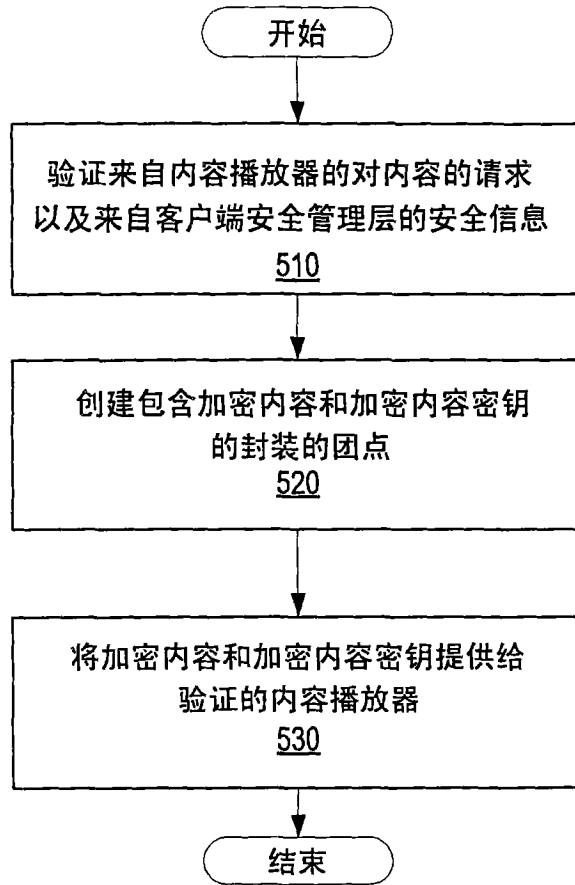 开始
验证来自内容播放器的对内容的请求
以及来自客户端安全管理层的安全信息
510
创建包含加密内容和加密内容密钥
的封装的团点
520
将加密内容和加密内容密钥提供给
验证的内容播放器
530
结束